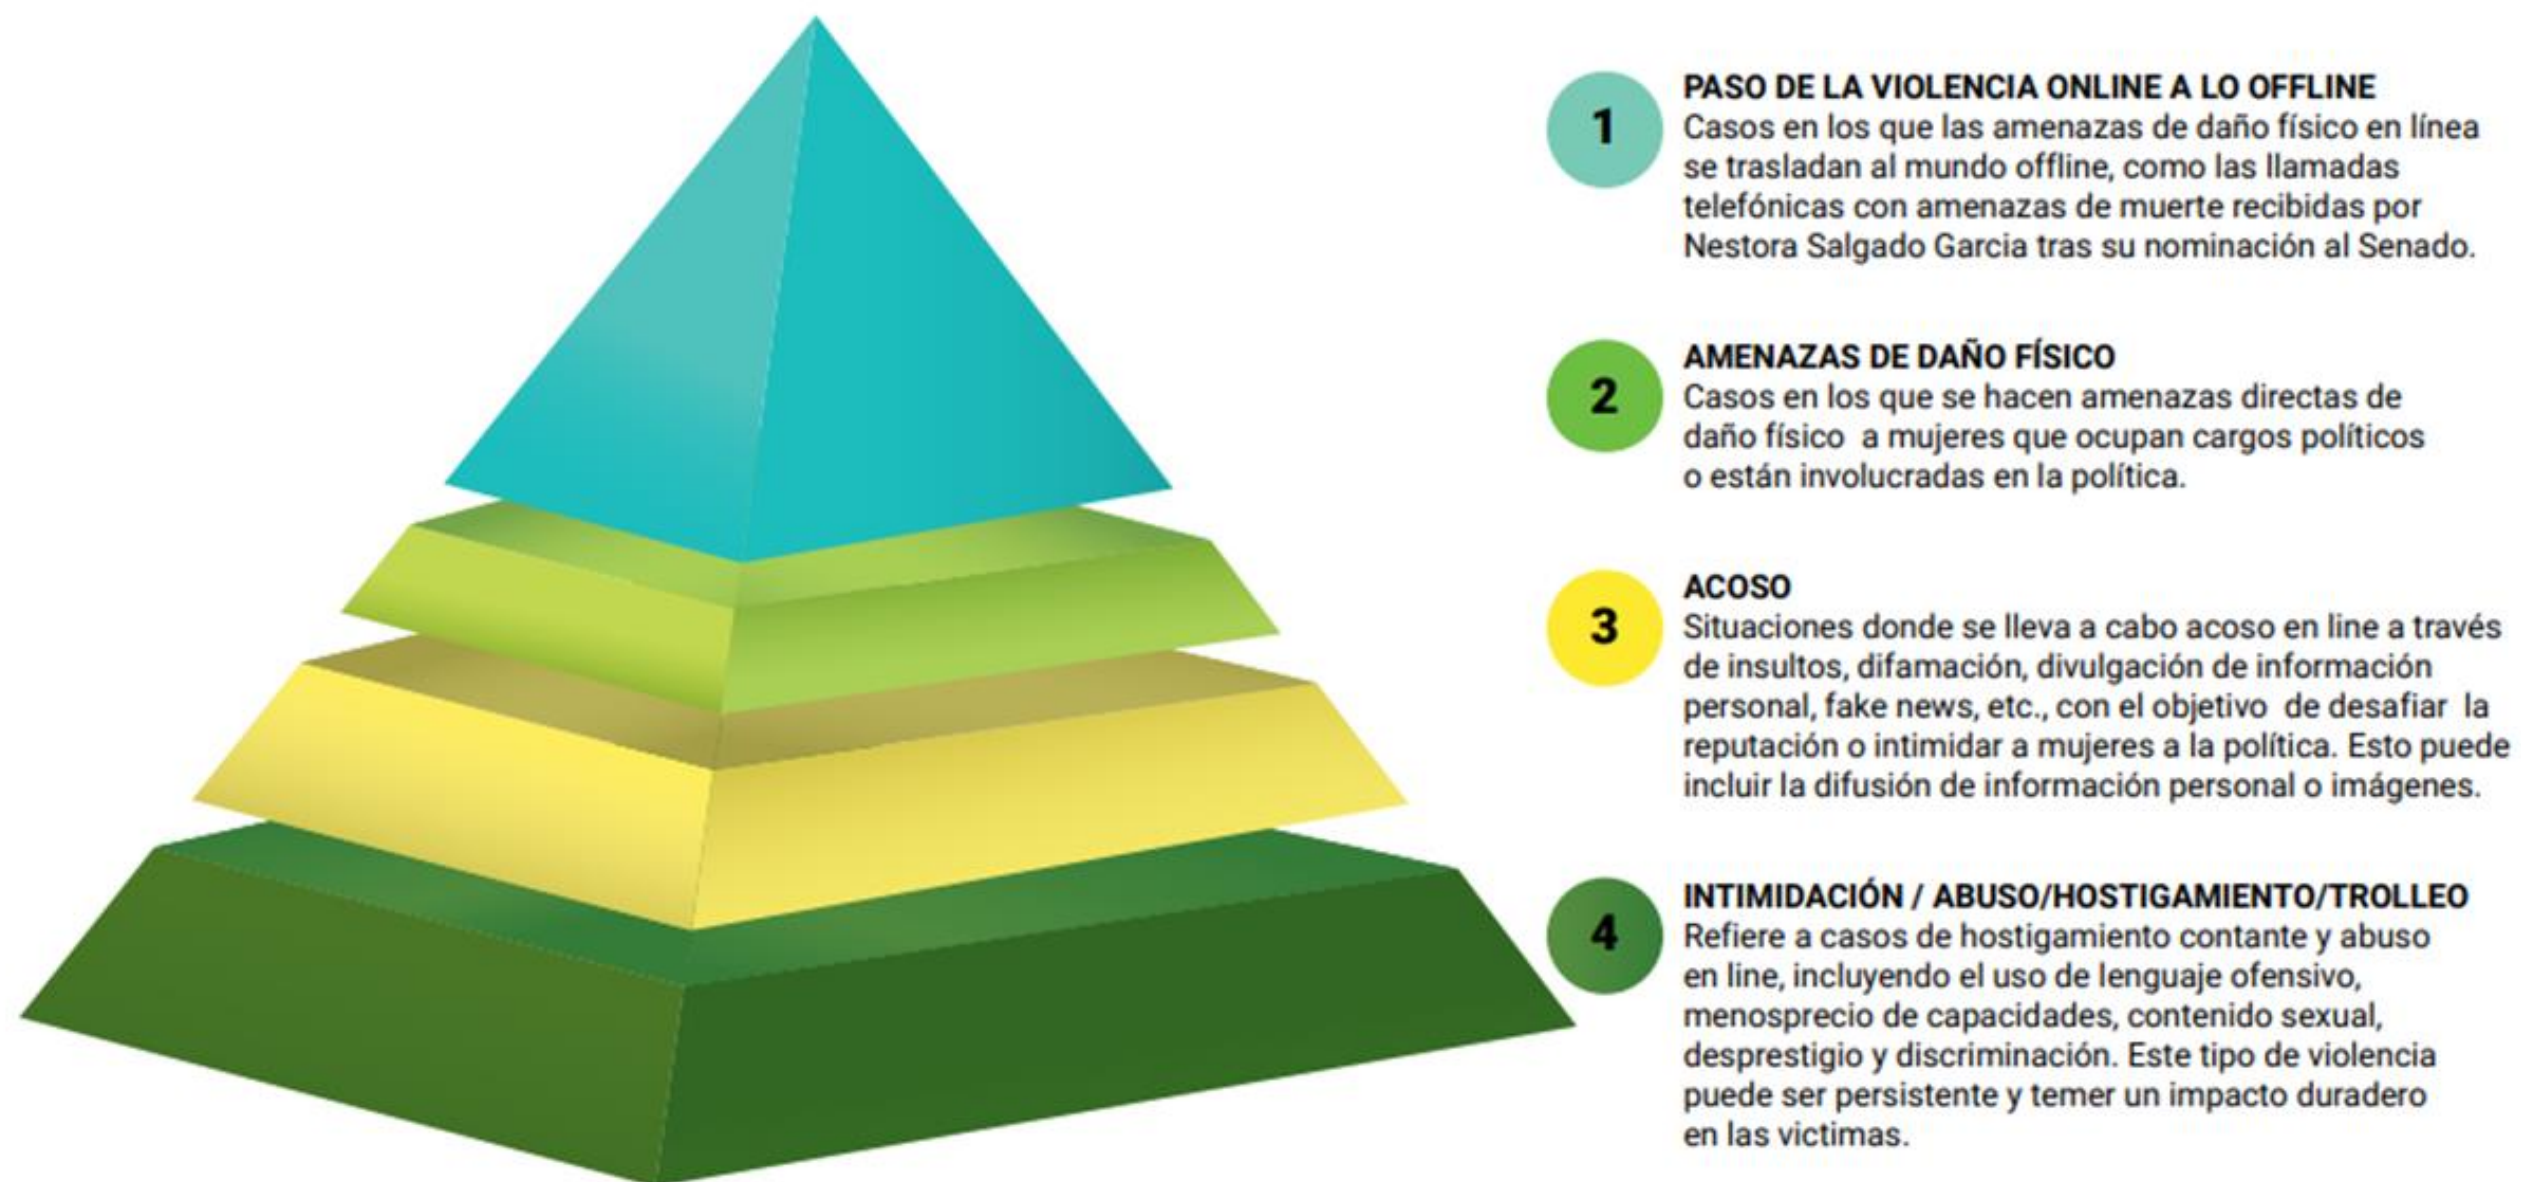 1
PASO DE LA VIOLENCIA ONLINE A LO OFFLINE
Casos en los que las amenazas de daño físico en línea
se trasladan al mundo offline, como las llamadas
telefónicas con amenazas de muerte recibidas por
Nestora Salgado Garcia tras su nominación al Senado.
2
AMENAZAS DE DAÑO FÍSICO
Casos en los que se hacen amenazas directas de
daño físico a mujeres que ocupan cargos políticos
o están involucradas en la política.
3
ACOSO
Situaciones donde se lleva a cabo acoso en line a través
de insultos, difamación, divulgación de información
personal, fake news, etc., con el objetivo de desafiar la
reputación o intimidar a mujeres a la política. Esto puede
incluir la difusión de información personal o imágenes.
4
INTIMIDACIÓN / ABUSO/HOSTIGAMIENTO/TROLLEO
Refiere a casos de hostigamiento contante y abuso
en line, incluyendo el uso de lenguaje ofensivo,
menosprecio de capacidades, contenido sexual,
desprestigio y discriminación. Este tipo de violencia
puede ser persistente y temer un impacto duradero
en las victimas.